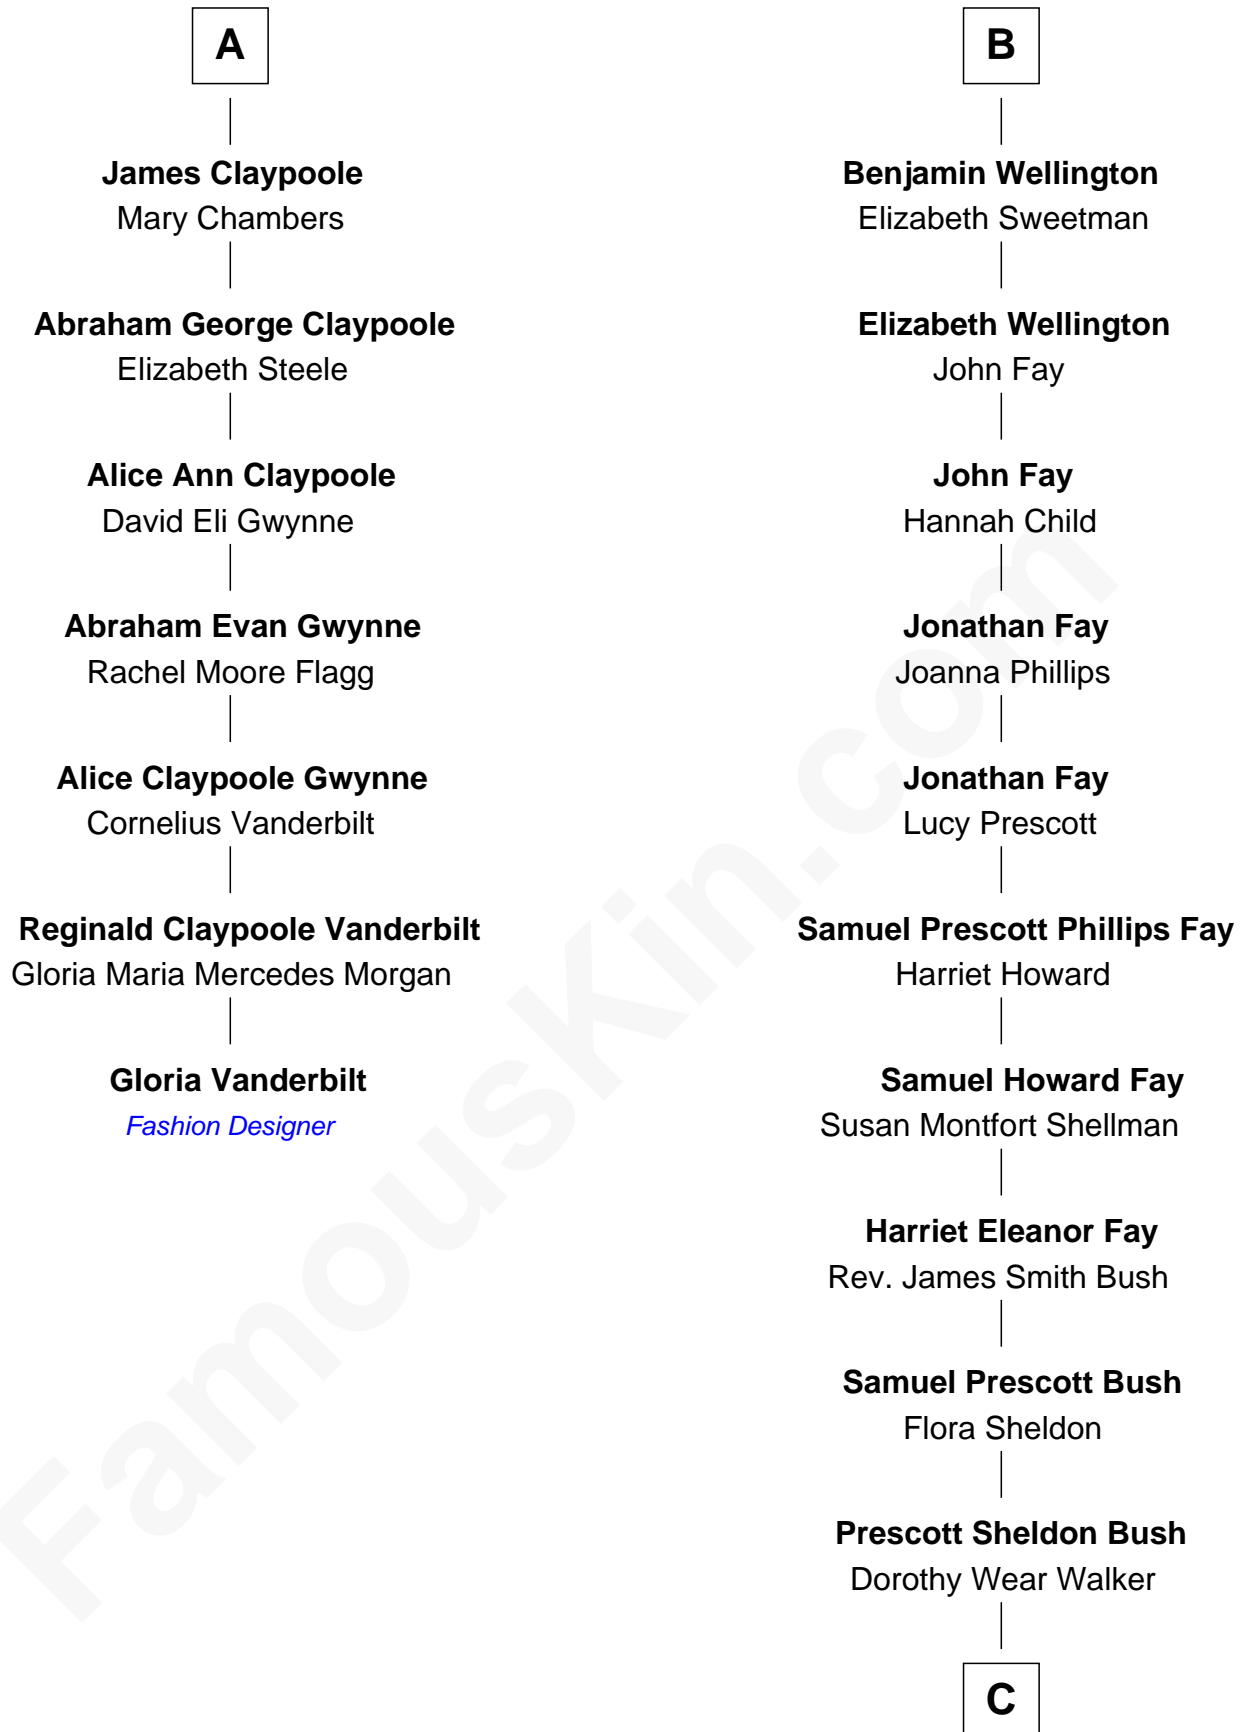 A
James Claypoole
Mary Chambers
Abraham George Claypoole
Elizabeth Steele
Alice Ann Claypoole
David Eli Gwynne
Abraham Evan Gwynne
Rachel Moore Flagg
Alice Claypoole Gwynne
Cornelius Vanderbilt
Reginald Claypoole Vanderbilt
Gloria Maria Mercedes Morgan
Gloria Vanderbilt
Fashion Designer
B
Benjamin Wellington
Elizabeth Sweetman
Elizabeth Wellington
John Fay
John Fay
Hannah Child
Jonathan Fay
Joanna Phillips
Jonathan Fay
Lucy Prescott
Samuel Prescott Phillips Fay
Harriet Howard
Samuel Howard Fay
Susan Montfort Shellman
Harriet Eleanor Fay
Rev. James Smith Bush
Samuel Prescott Bush
Flora Sheldon
Prescott Sheldon Bush
Dorothy Wear Walker
C
FamousKin.com